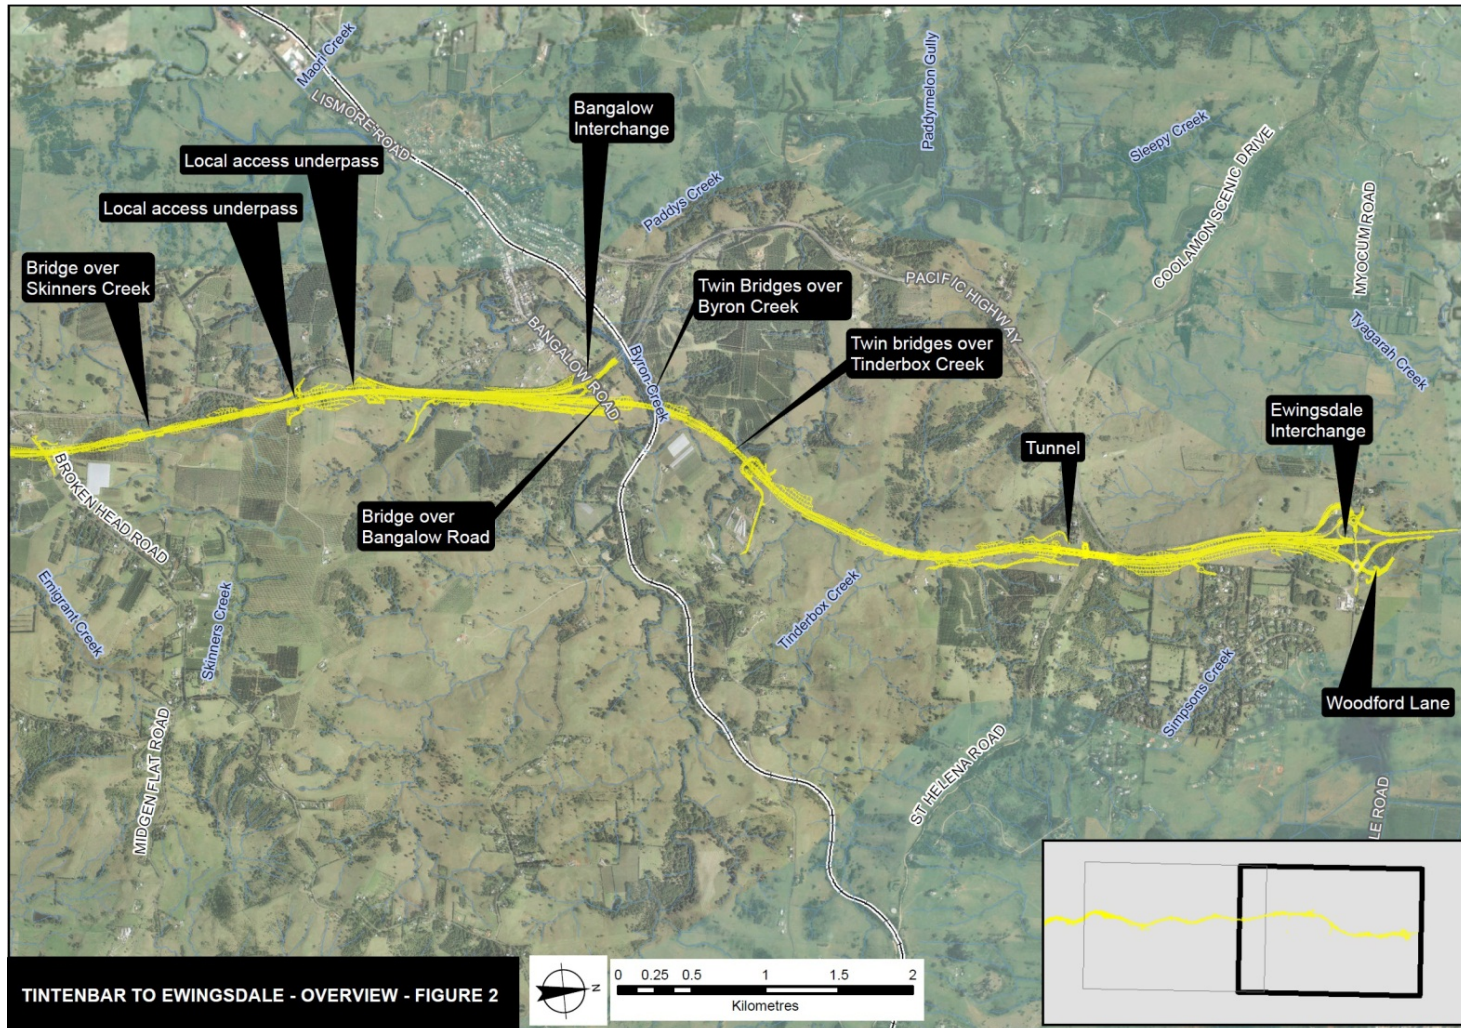 Maori Creek
LISMORE ROAD
Bangalow
Interchange
Paddymelon Gully
Sleepy Creek
COOLAMON SCENIC DRIVE
MYOCUM ROAD
Local access underpass
Local access underpass
Paddys Creek
Bridge over
Skinners Creek
PACIFIC HIGHWAY
Twin Bridges over
Byron Creek
Twin bridges over
Tinderbox Creek
Tyagarah Creek
BANGALOW ROAD
Byron Creek
Ewingsdale
Interchange
Tunnel
BROKEN HEAD ROAD
Bridge over
Bangalow Road
Emigrant Creek
Skinners Creek
Tinderbox Creek
Simpsons Creek
Woodford Lane
MIDGEN FLAT ROAD
ST HELENA ROAD
LE ROAD
TINTENBAR TO EWINGSDALE - OVERVIEW - FIGURE 2
N
0 0.25 0.5 1 1.5 2
Kilometres